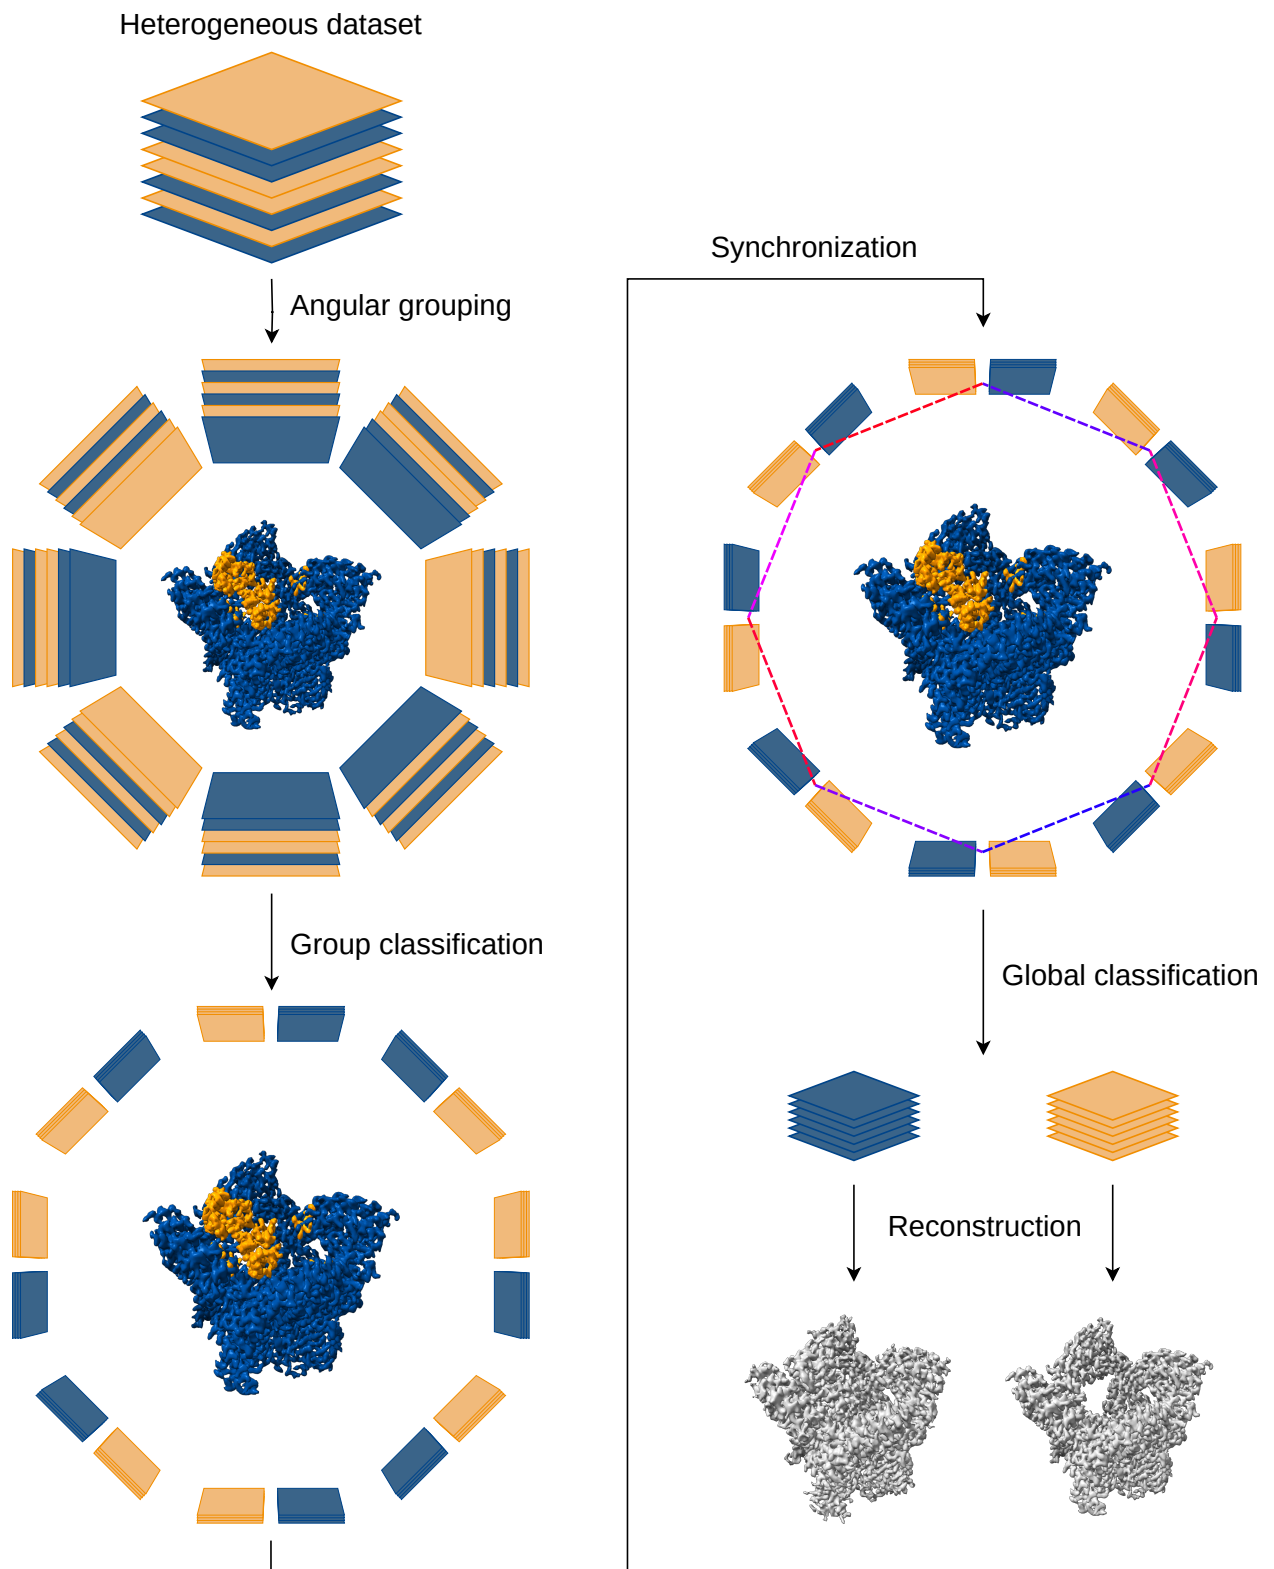 Heterogeneous dataset
Angular grouping
Group classification
Synchronization
Global classification
Reconstruction